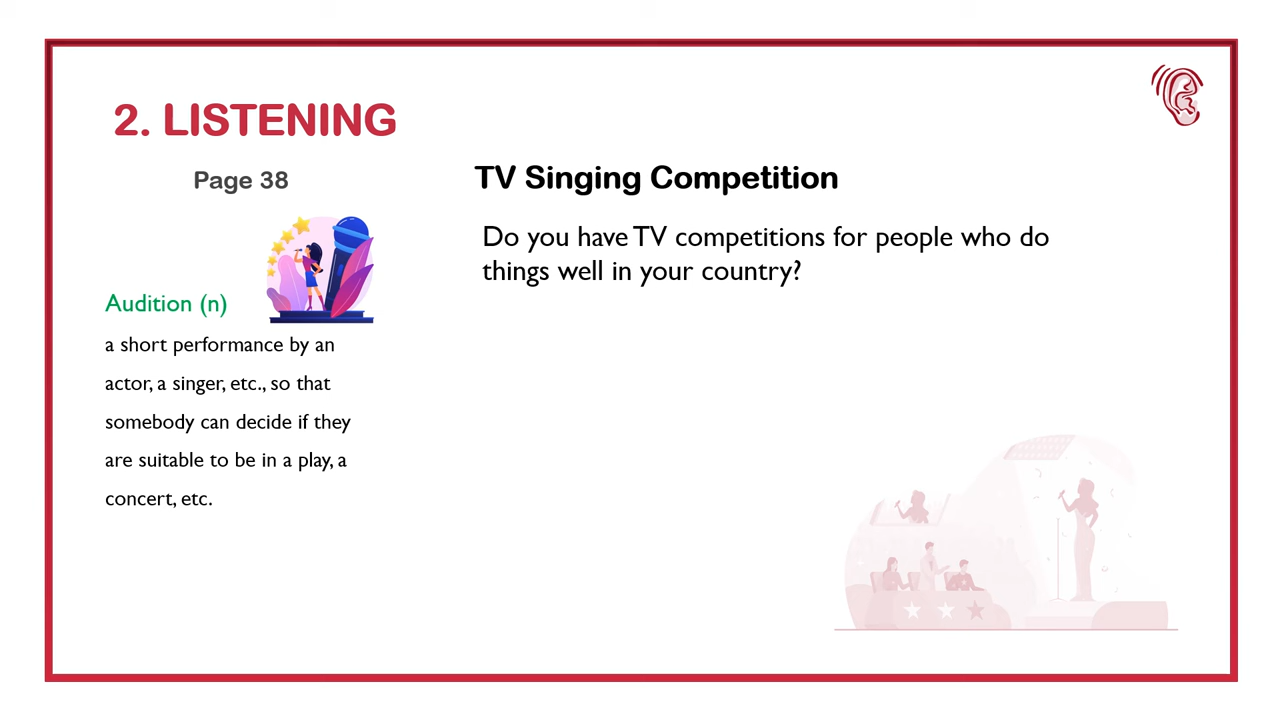 2. LISTENING
Page 38
Audition (n)
a short performance by an
actor, a singer, etc., so that
somebody can decide if they
are suitable to be in a play, a
concert, etc.
TV Singing Competition
Do you have TV competitions for people who do
things well in your country?